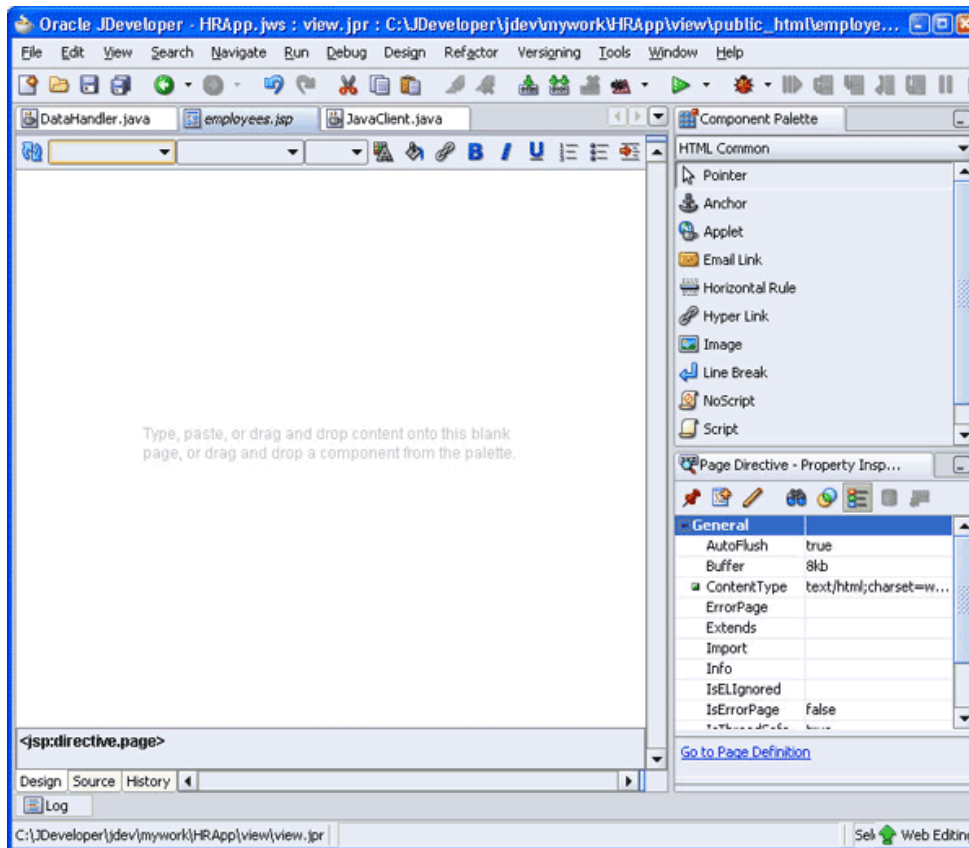 Oracle JDeveloper - HRApp.jws : view.jpr : C:\JDeveloper\jdev\mywork\HRApp\view\public_html\employe...
File Edit View Search Navigate Run Debug Design Refactor Versioning Tools Window Help
DataHandler.java employees.jsp JavaClient.java
Component Palette
HTML Common
B I U
Pointer
Anchor
Applet
Email Link
Horizontal Rule
Hyper Link
Image
Line Break
NoScript
Script
Type, paste, or drag and drop content onto this blank
page, or drag and drop a component from the palette.
Page Directive - Property Insp...
General
AutoFlush true
Buffer 8kb
ContentType text/html;charset=w...
ErrorPage
Extends
Import
Info
IsELIgnored
IsErrorPage false
<jsp:directive.page>
Go to Page Definition
Design Source History
Log
C:\JDeveloper\jdev\mywork\HRApp\view\view.jpr
Web Editing